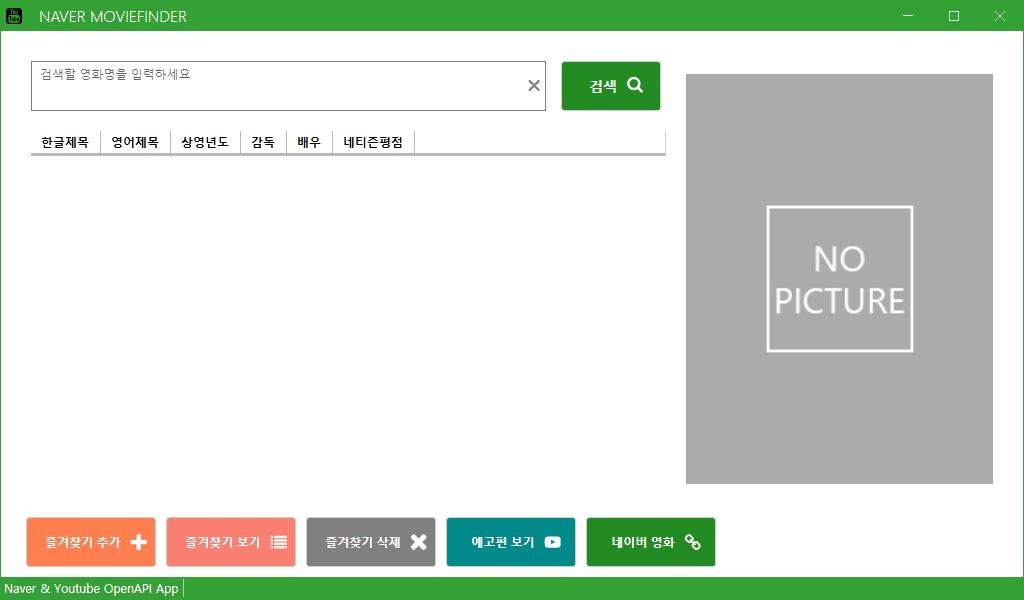 NAVER MOVIEFINDER
검색할 영화명을 입력하세요
검색
한글제목 영어제목 상영년도 감독 배우 네티즌평점
NO
PICTURE
즐겨찾기 추가 즐겨찾기 보기 즐겨찾기 삭제 예고편 보기 네이버 영화
Naver & Youtube OpenAPI App